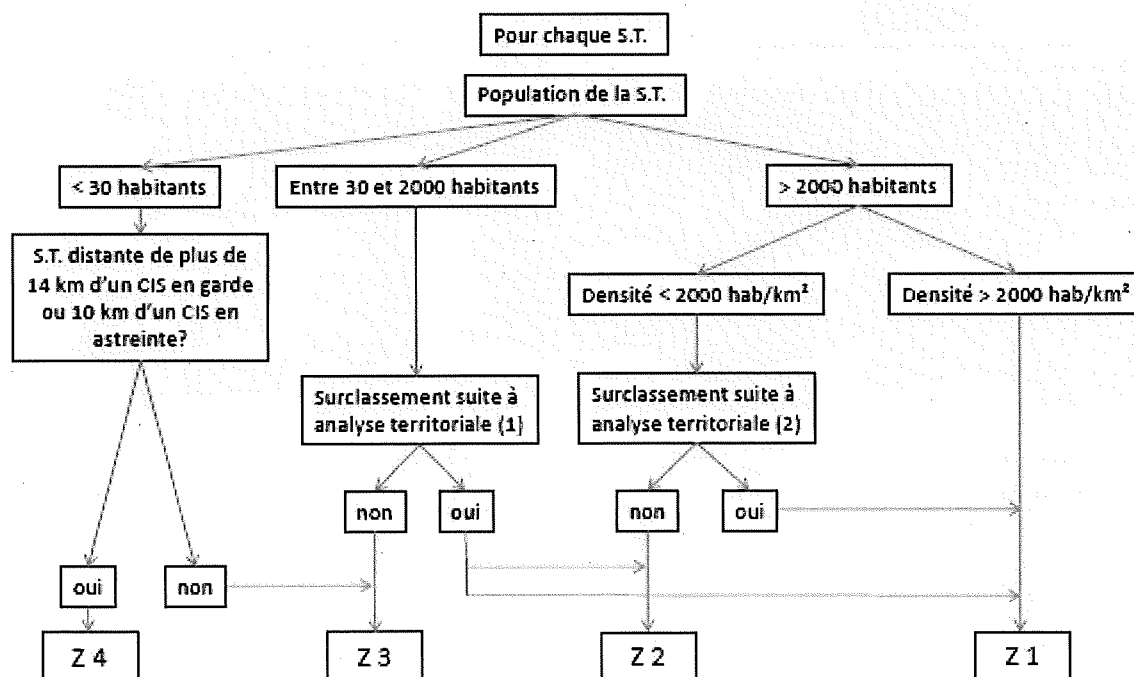 Pour chaque S.T.
Population de la S.T.
< 30 habitants
Entre 30 et 2000 habitants
> 2000 habitants
S.T. distante de plus de
14 km d'un CIS en garde
ou 10 km d'un CIS en
astreinte?
Densité < 2000 hab/km²
Densité > 2000 hab/km²
Surclassement suite à
analyse territoriale (1)
Surclassement suite à
analyse territoriale (2)
non
oui
non
oui
oui
non
Z 4
Z 3
Z 2
Z 1